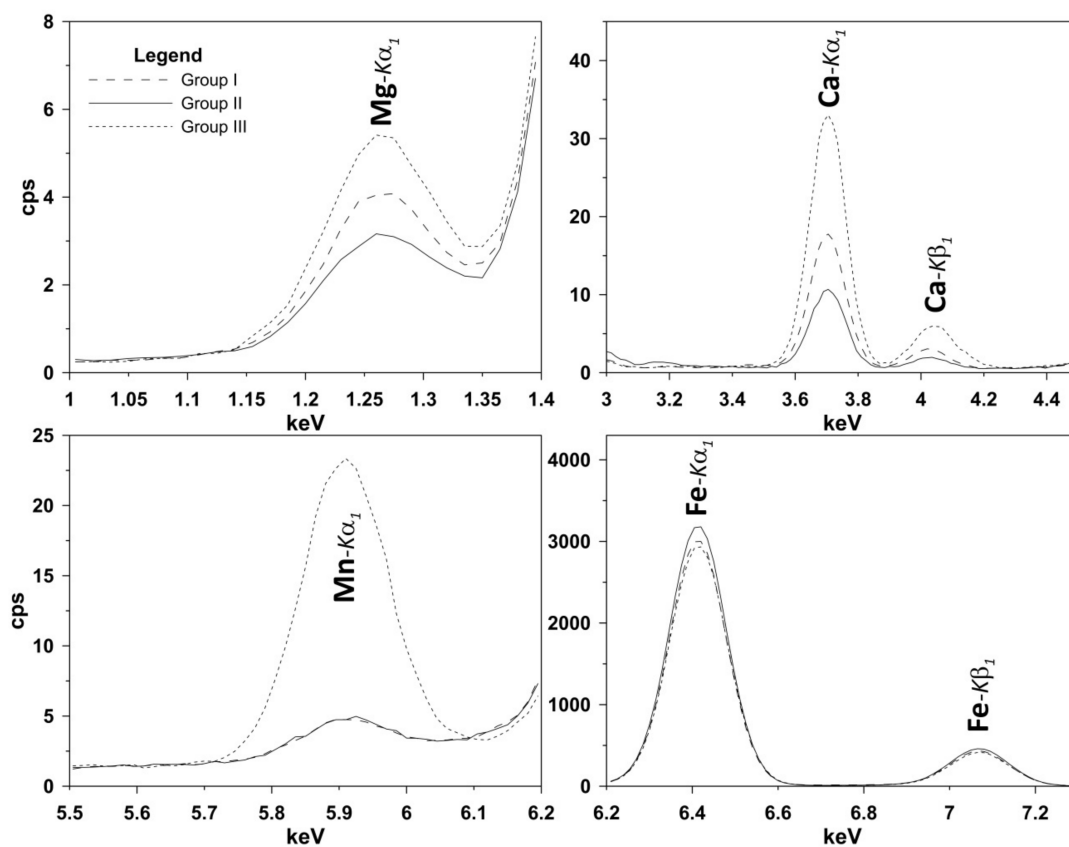 8
6
4
2
0
cps
Legend
Group I
Group II
Group III
Mg-Kα1
1 1.05 1.1 1.15 1.2 1.25 1.3 1.35 1.4
keV
40
30
20
10
0
Ca-Kα1
Ca-Kβ1
3 3.2 3.4 3.6 3.8 4 4.2 4.4
keV
25
20
15
10
5
0
cps
Mn-Kα1
5.5 5.6 5.7 5.8 5.9 6 6.1 6.2
keV
4000
3000
2000
1000
0
Fe-Kα1
Fe-Kβ1
6.2 6.4 6.6 6.8 7 7.2
keV